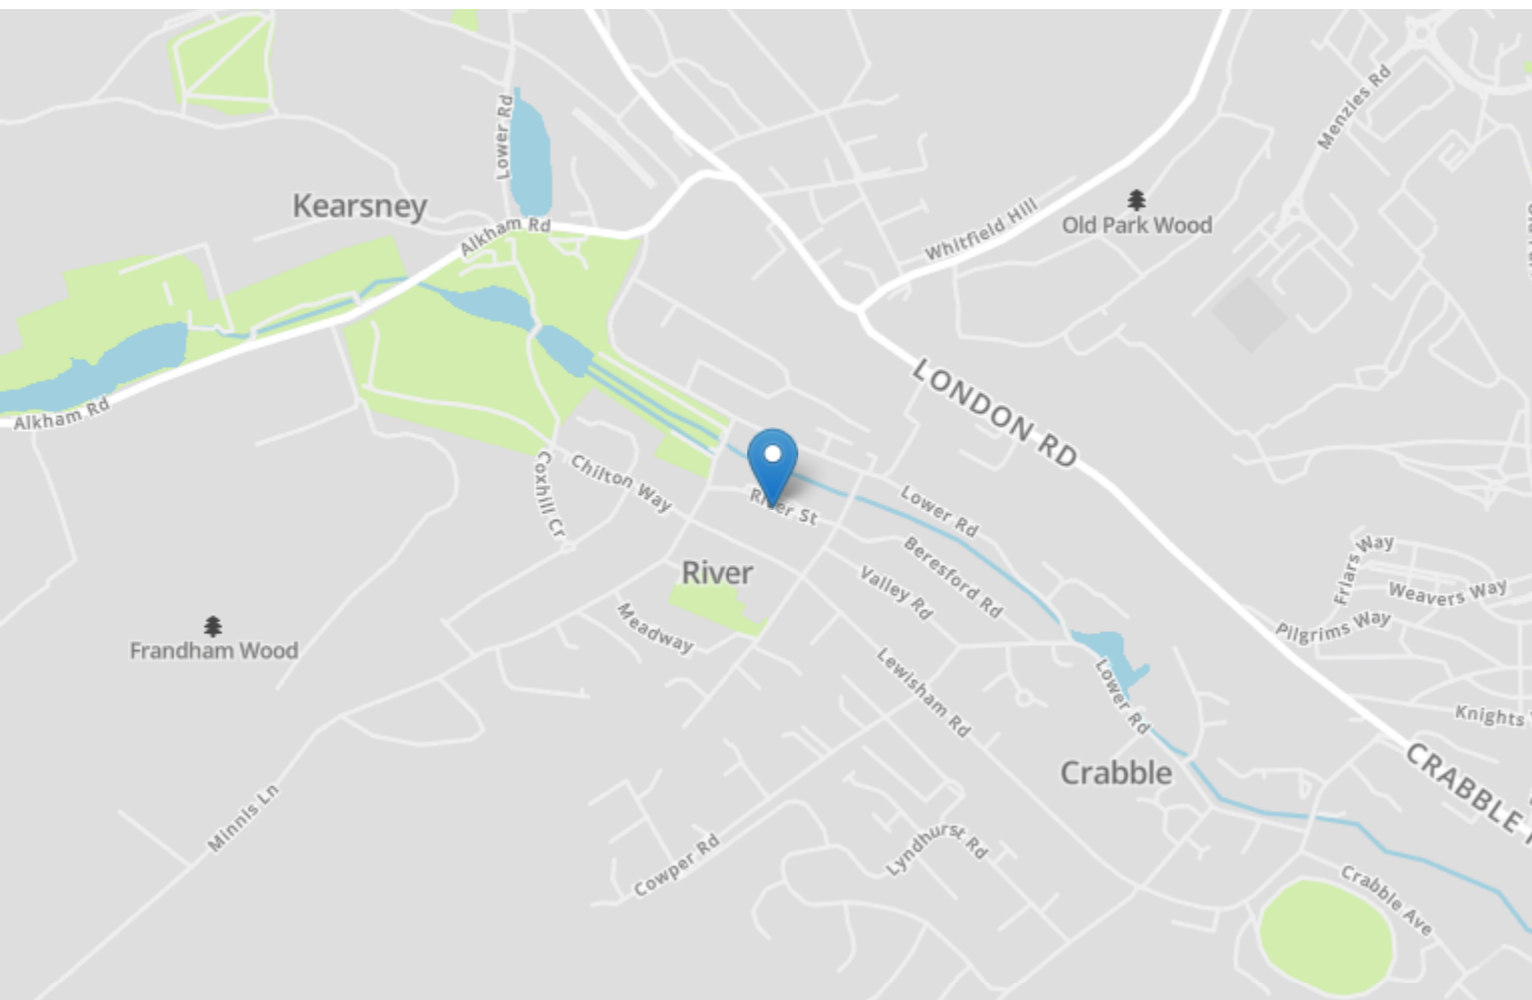 Menzies Rd
Lower Rd
Kearsney
Old Park Wood
Alkham Rd
Whitfield Hill
LONDON RD
Alkham Rd
Coxhill Cr
Chilton Way
River St
Lower Rd
Friars Way
River
Beresford Rd
Valley Rd
Weavers Way
Meadway
Pilgrims Way
Frandham Wood
Lewisham Rd
Lower Rd
Knights
Crabble
CRABBLE
Minnis Ln
Cowper Rd
Lyndhurst Rd
Crabble Ave